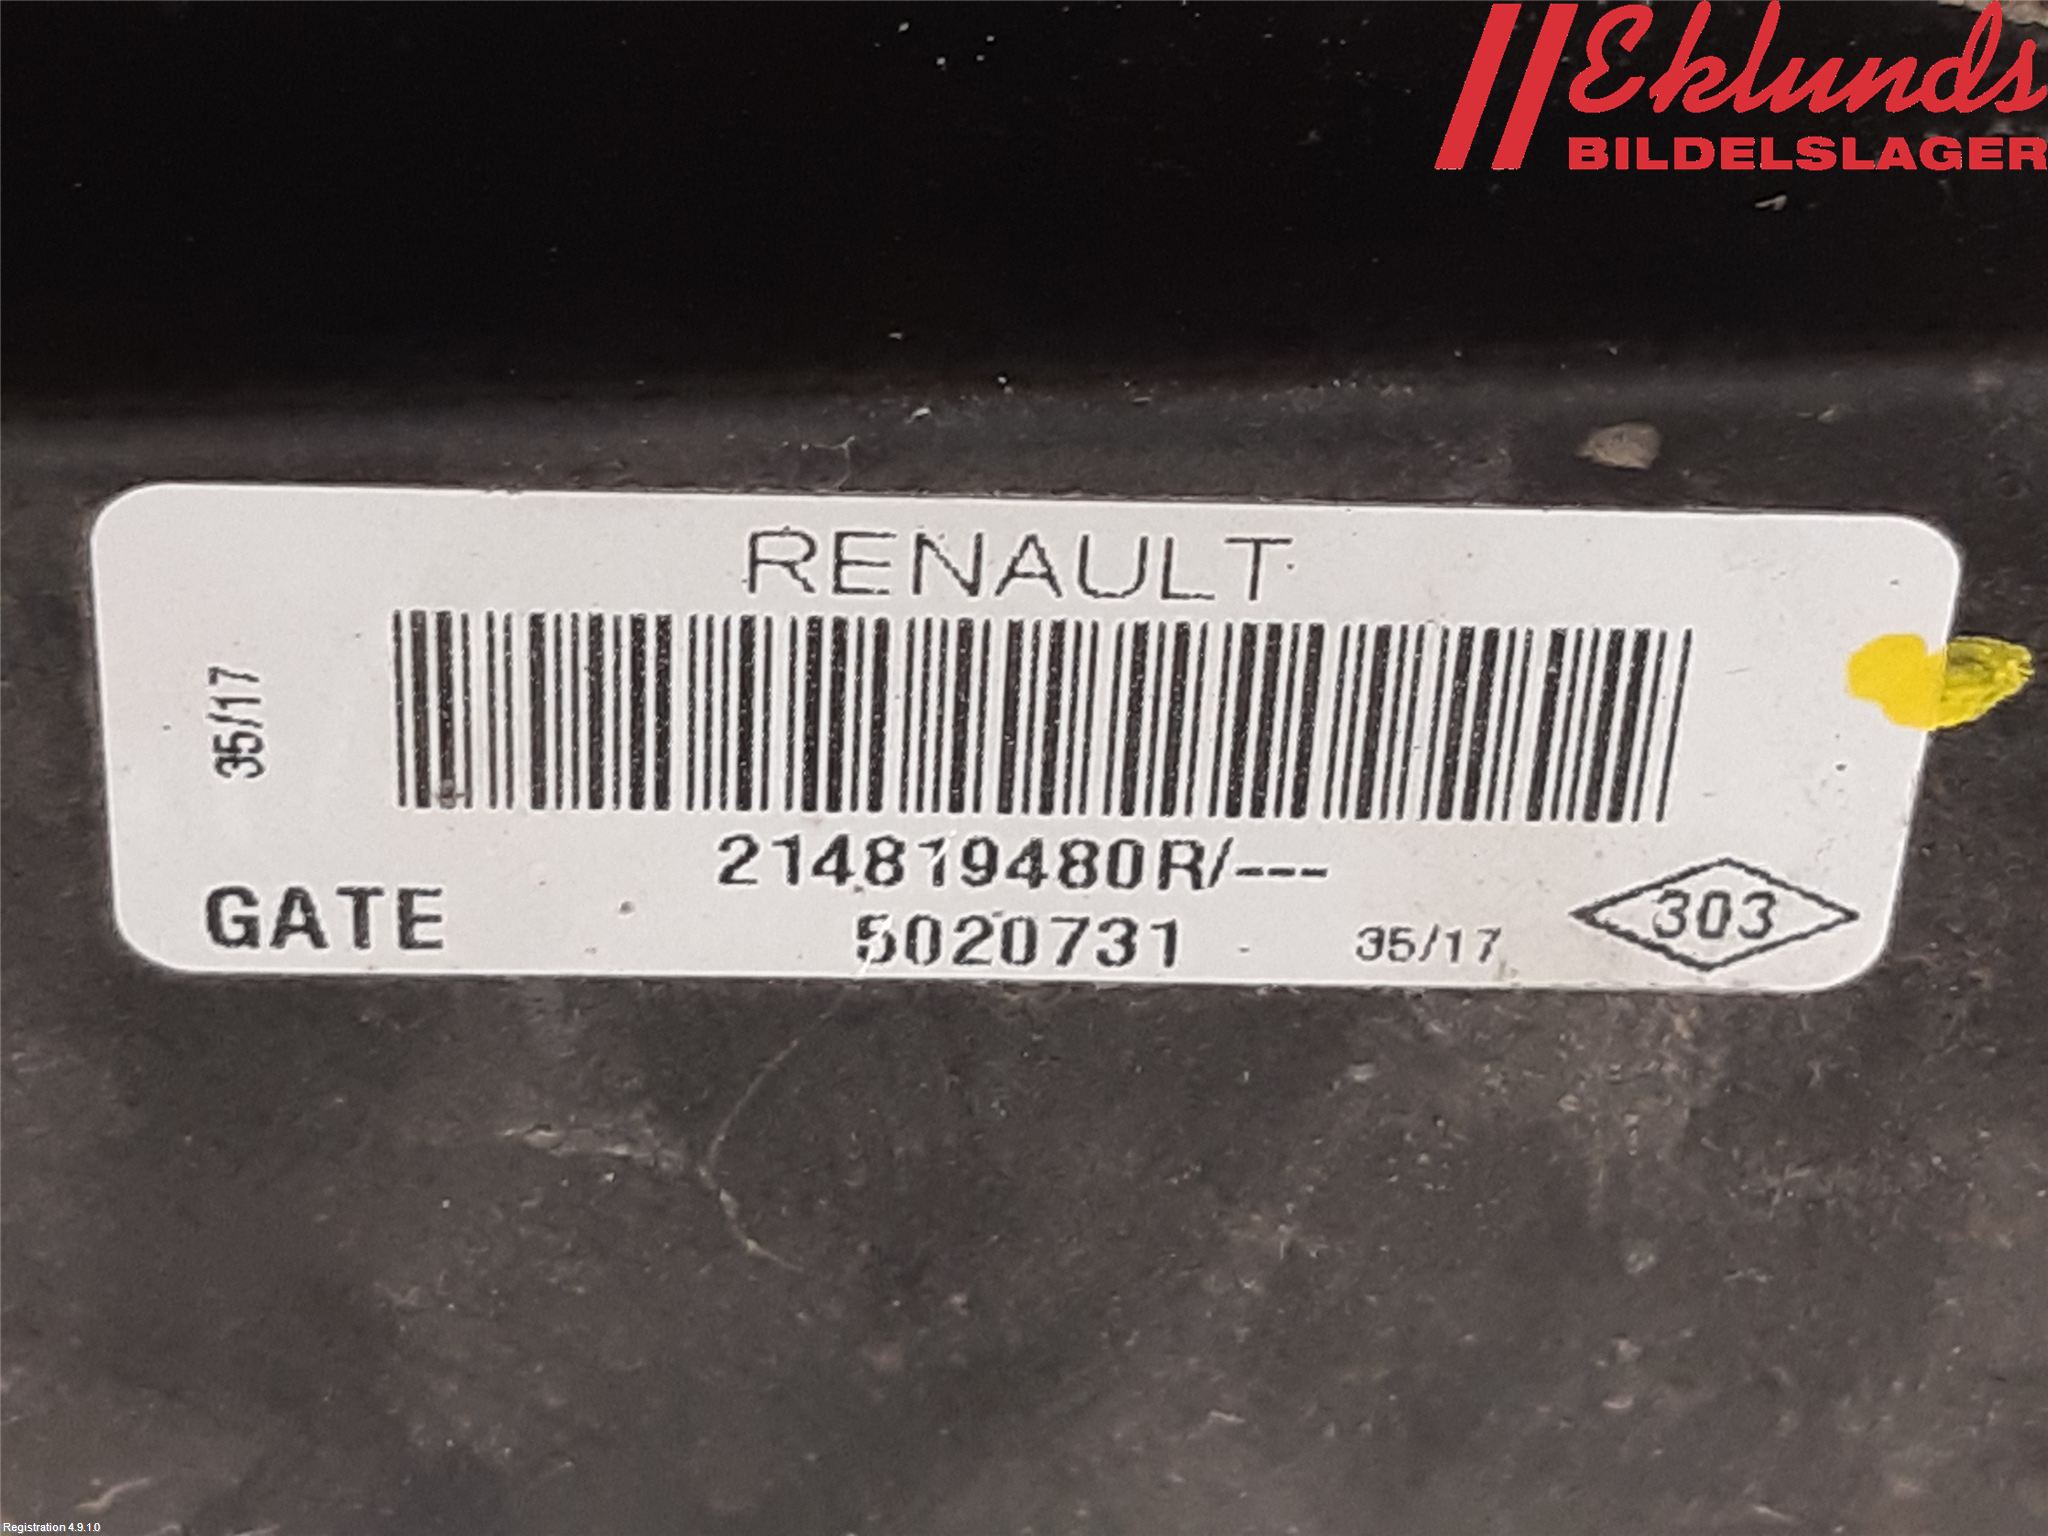 Eklunds
BILDELSLAGER
RENAULT
35/17
214819480R/---
GATE
5020731
35/17
303
Registration 4.9.1.0